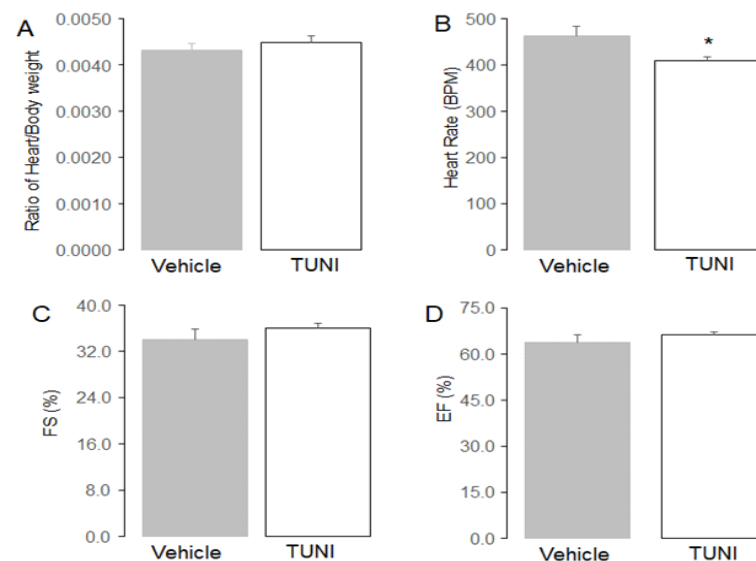 A
Ratio of Heart/Body weight
0.0050
0.0040
0.0030
0.0020
0.0010
0.0000
Vehicle TUNI
B
Heart Rate (BPM)
500
400
300
200
100
0
*
Vehicle TUNI
C
FS (%)
40.0
32.0
24.0
16.0
8.0
0.0
Vehicle TUNI
D
EF (%)
75.0
60.0
45.0
30.0
15.0
0.0
Vehicle TUNI